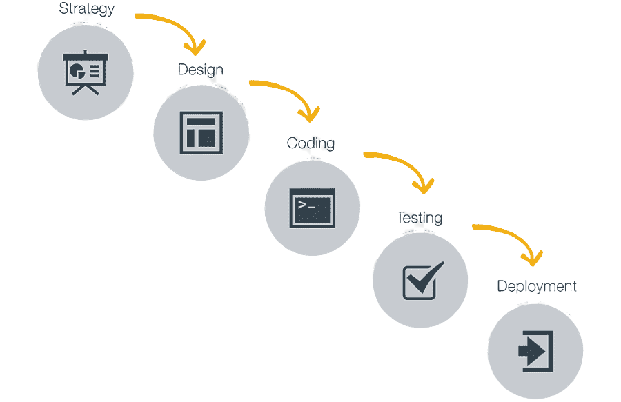 Strategy
Design
Coding
>_
Testing
Deployment